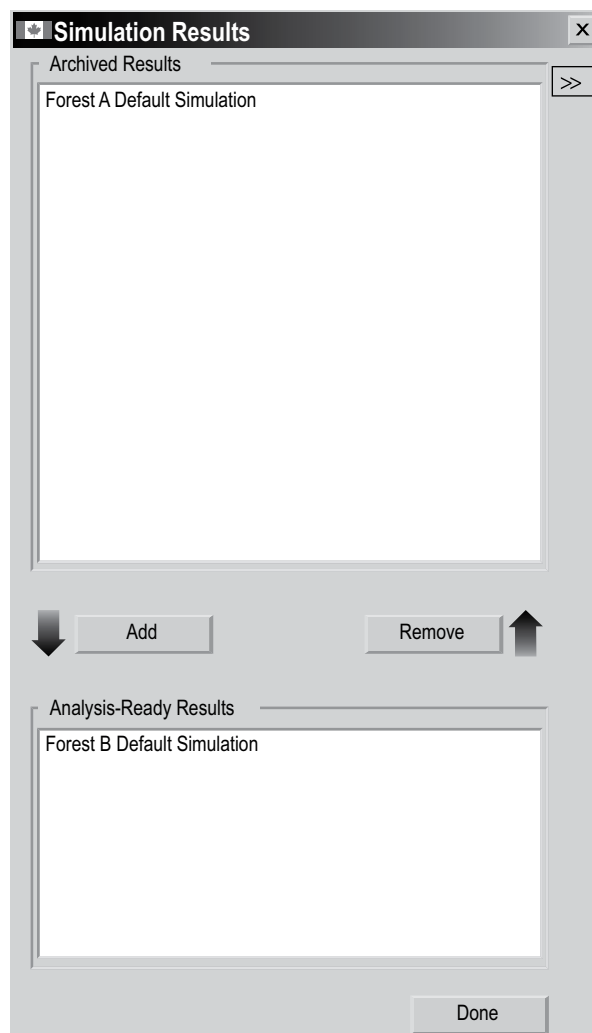 Simulation Results
X
Archived Results
>>
Forest A Default Simulation
Add
Remove
Analysis-Ready Results
Forest B Default Simulation
Done